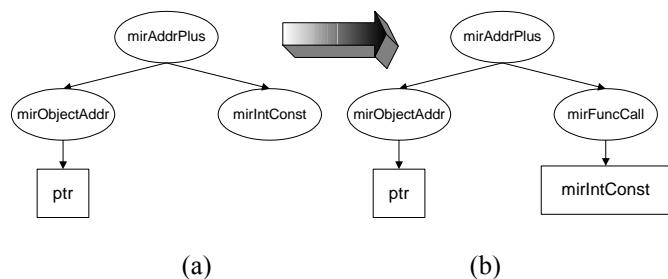 mirAddrPlus
mirAddrPlus
mirObjectAddr
mirIntConst
mirObjectAddr
mirFuncCall
ptr
ptr
mirIntConst
(a)
(b)